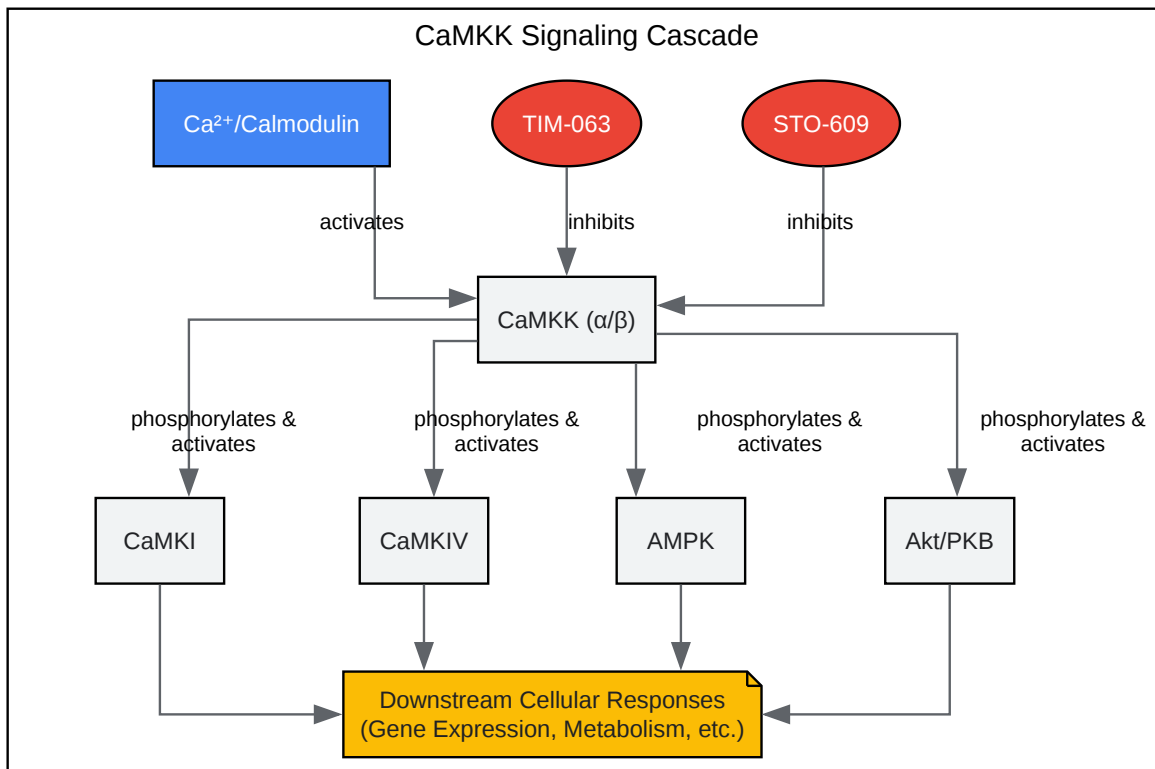 CaMKK Signaling Cascade
Ca²⁺/Calmodulin
TIM-063
STO-609
activates
inhibits
inhibits
CaMKK (α/β)
phosphorylates &
activates
phosphorylates &
activates
phosphorylates &
activates
phosphorylates &
activates
CaMKI
CaMKIV
AMPK
Akt/PKB
Downstream Cellular Responses
(Gene Expression, Metabolism, etc.)